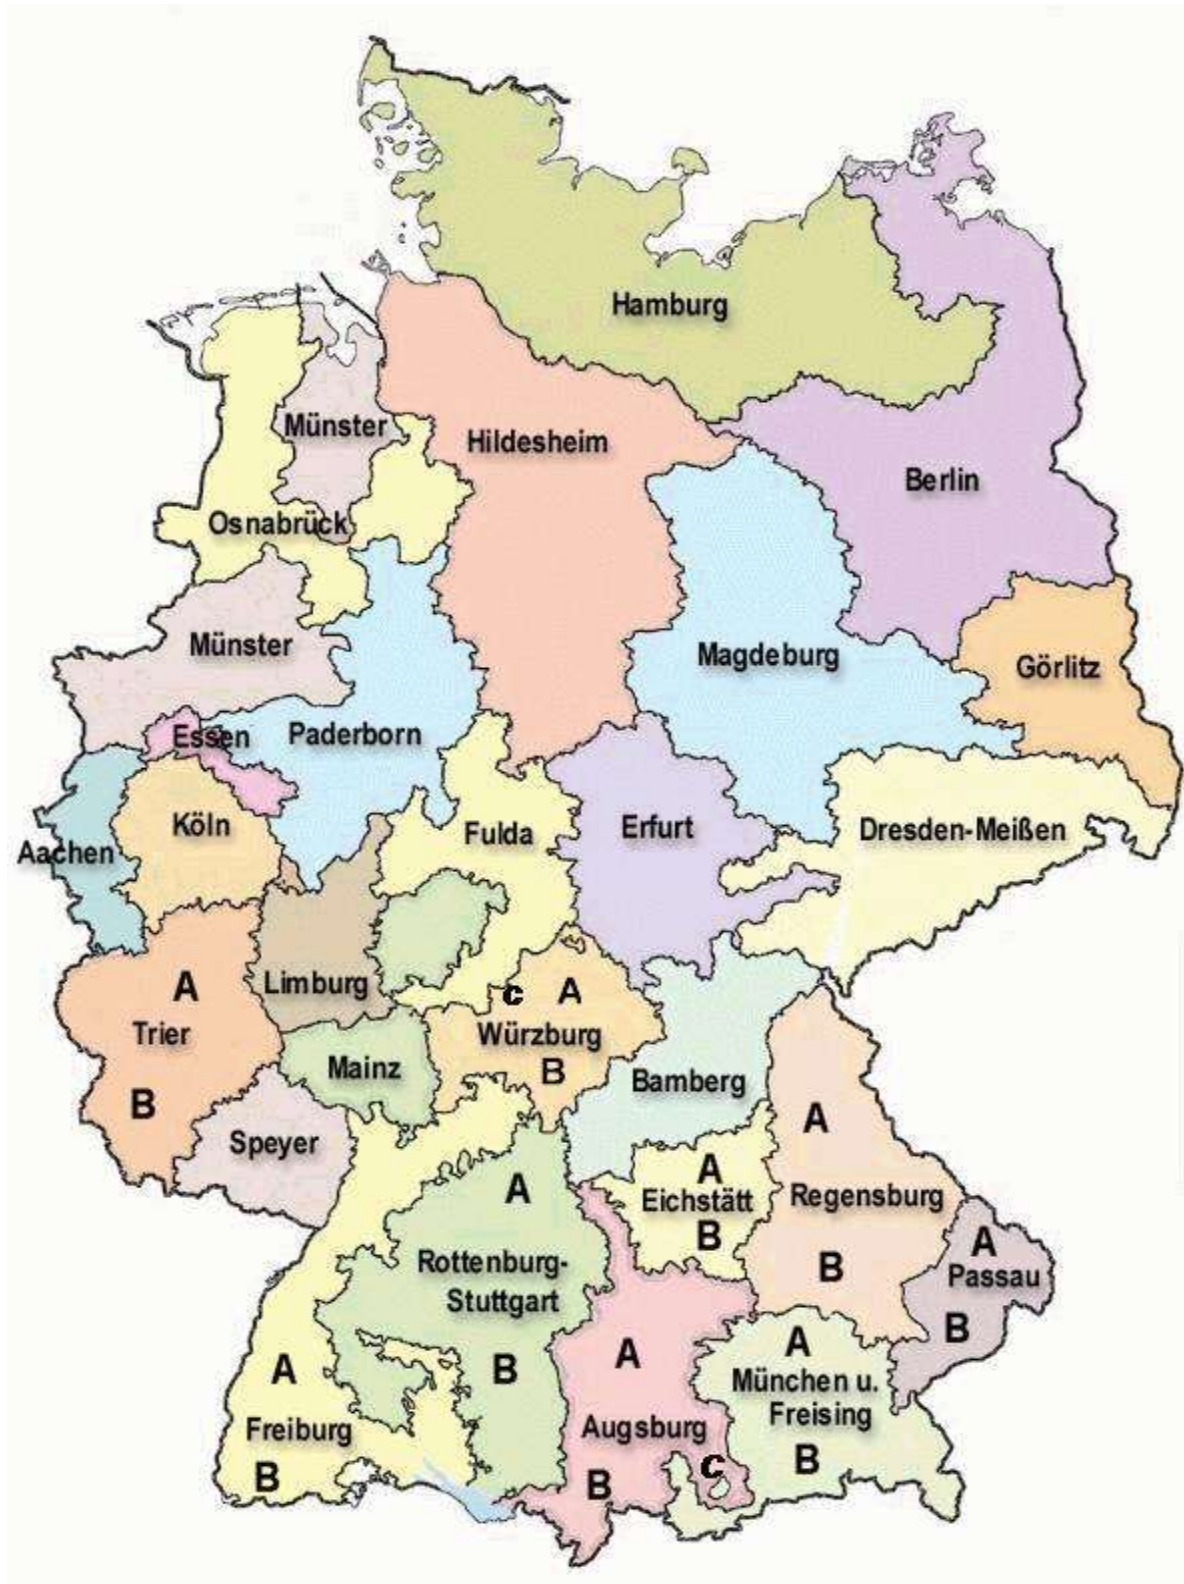 Hamburg
Münster
Hildesheim
Berlin
Osnabrück
Münster
Magdeburg
Görlitz
Essen
Paderborn
Köln
Fulda
Erfurt
Dresden-Meißen
Aachen
A
Limburg
c
A
Trier
Würzburg
Mainz
B
Bamberg
B
A
Speyer
A
A
Eichstätt
Regensburg
B
A
Rottenburg-
Stuttgart
B
Passau
B
A
A
B
A
München u.
Freising
Freiburg
Augsburg
B
B
C
B